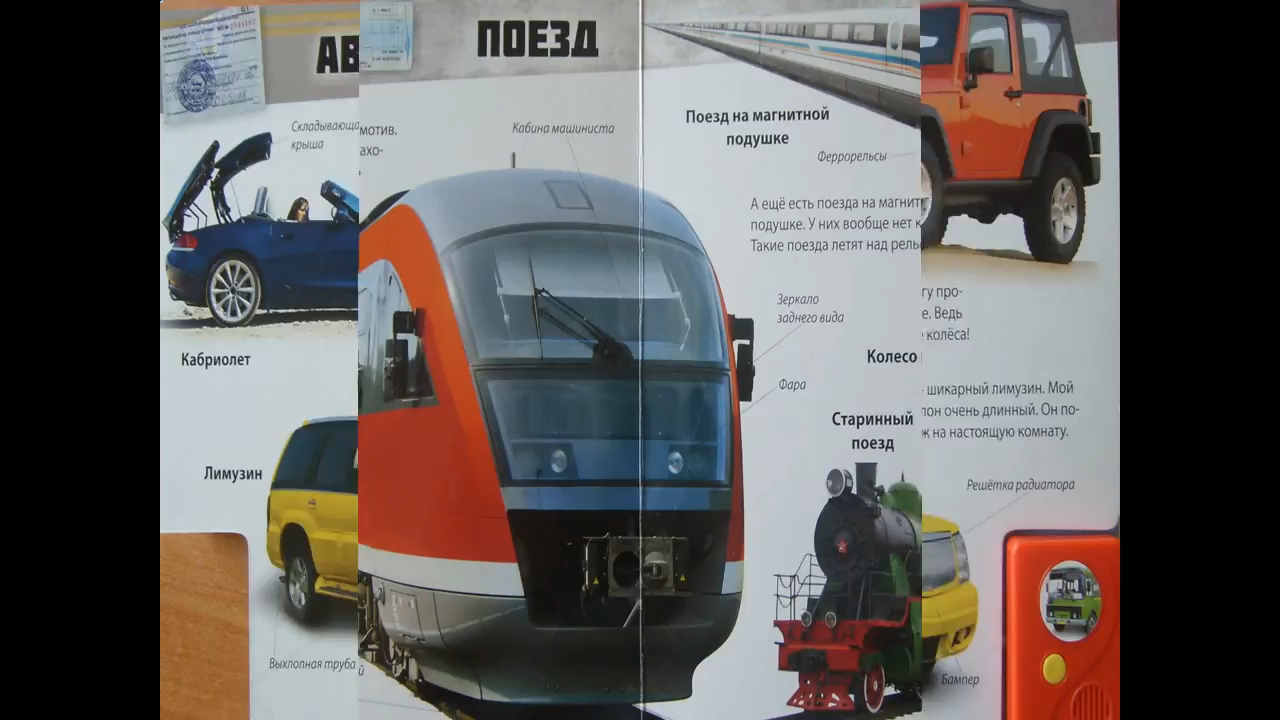 АВ
ПОЕЗД
Складывающа
крыша
мотив.
ахо-
Кабина машиниста
Поезд на магнитной
подушке
Феррорельсы
А ещё есть поезда на магнит
подушке. У них вообще нет к
Такие поезда летят над рель
Зеркало
заднего вида
Фара
Колесо
Старинный
поезд
Кабриолет
Лимузин
Выхлопная труба
й
гу про-
е. Ведь
е колёса!
- шикарный лимузин. Мой
лон очень длинный. Он по-
ж на настоящую комнату.
Решётка радиатора
Бампер